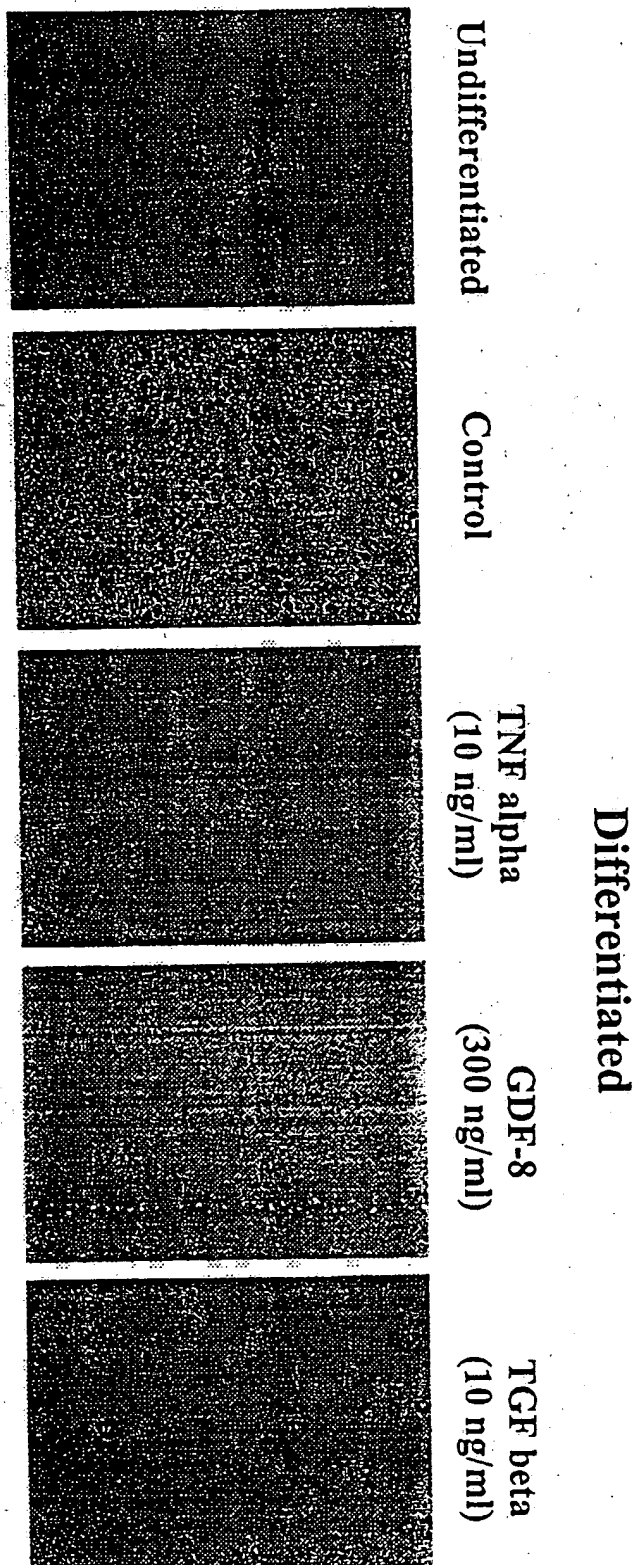 Differentiated
Undifferentiated
Control
TNF alpha
(10 ng/ml)
GDF-8
(300 ng/ml)
TGF beta
(10 ng/ml)